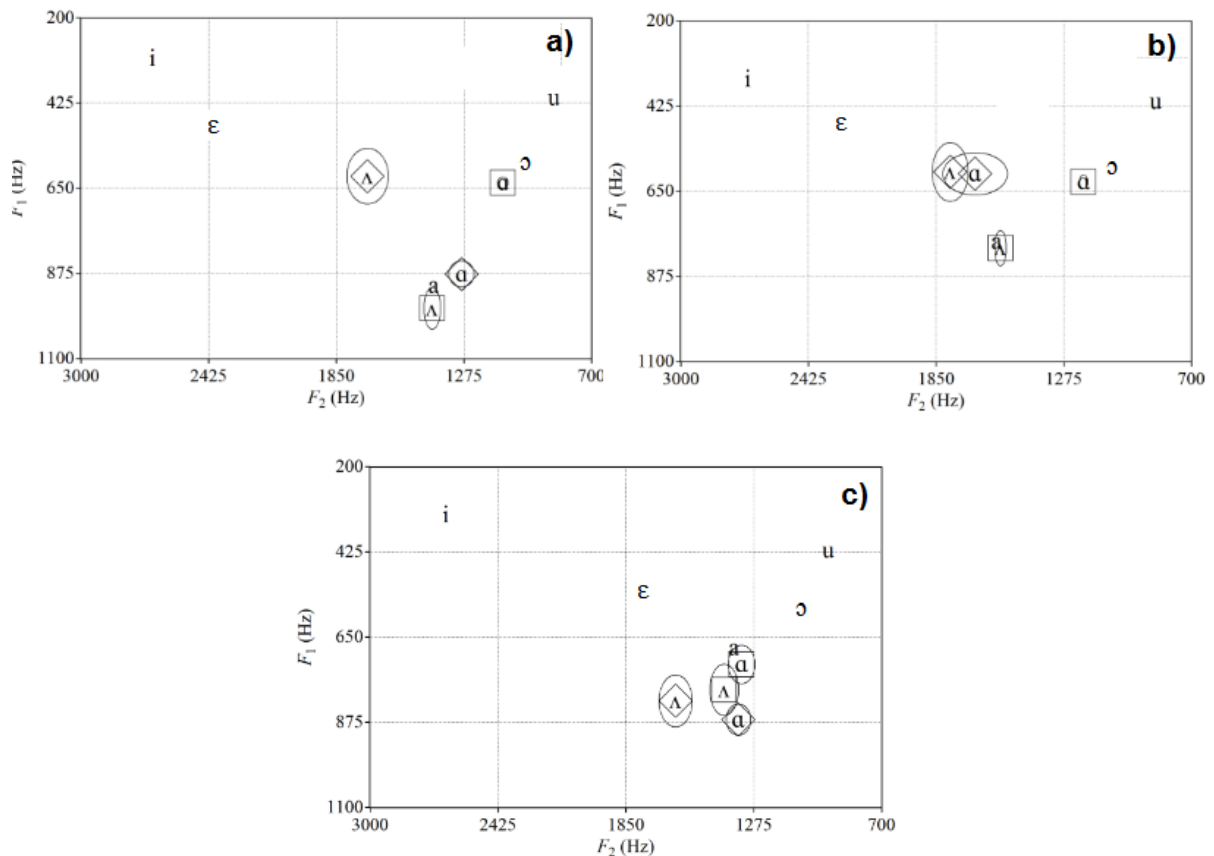 200
a)
i
425
u
ɛ
ʌ
ɔ
650
ɑ
F1 (Hz)
875
ɑ
a
ʌ
1100
3000 2425 1850 1275 700
F2 (Hz)
200
b)
i
425
u
ɛ
ʌ ɑ
ɔ
650
ɑ
F1 (Hz)
a
ʌ
875
1100
3000 2425 1850 1275 700
F2 (Hz)
200
c)
i
425
u
ɛ
ɔ
650
F1 (Hz)
a
ɑ
ʌ
ʌ
875
ɑ
1100
3000 2425 1850 1275 700
F2 (Hz)